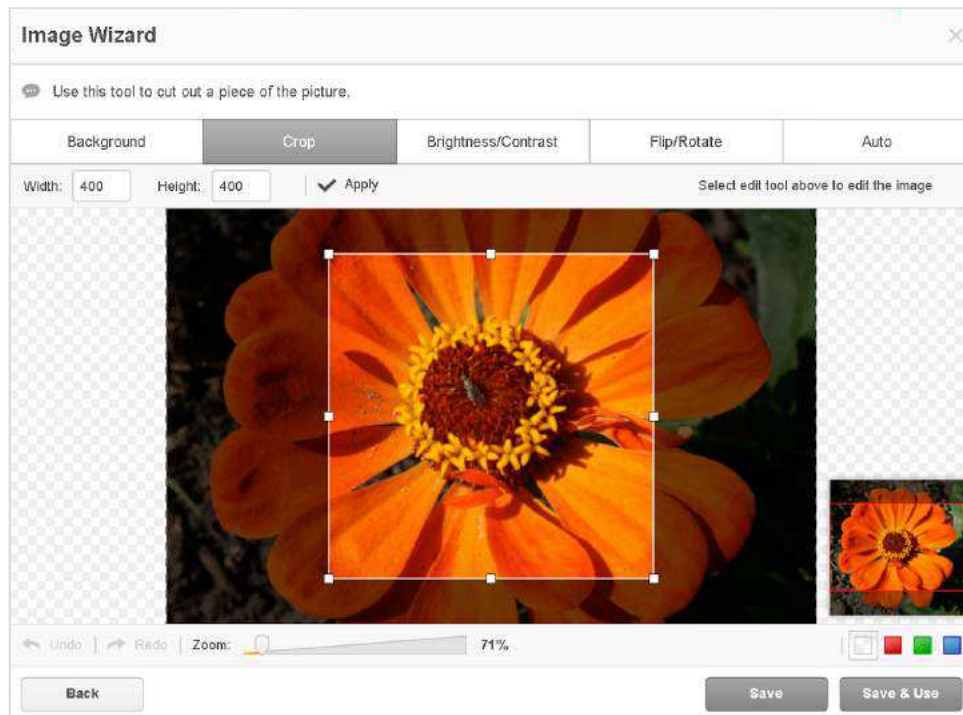 Image Wizard
Use this tool to cut out a piece of the picture.
Background Crop Brightness/Contrast Flip/Rotate Auto
Width: 400 Height: 400 Apply Select edit tool above to edit the image
Undo Redo Zoom: 71%
Back Save Save & Use